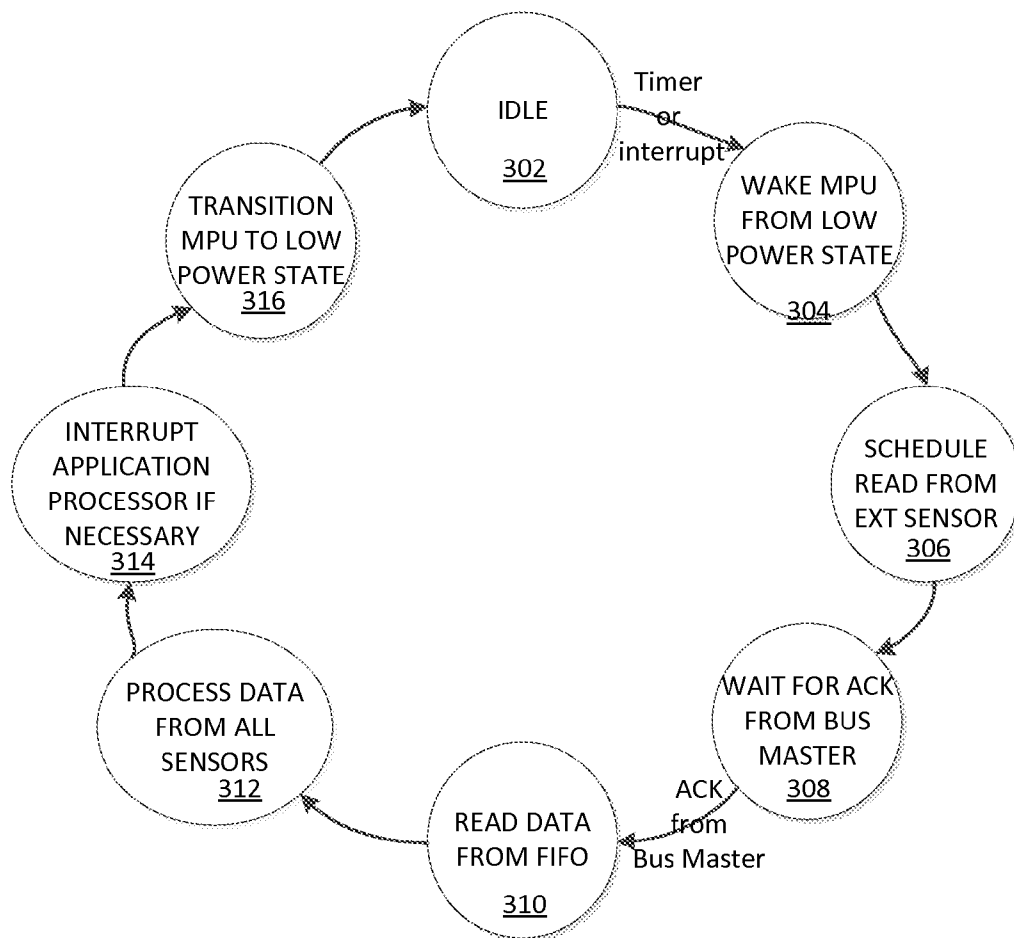 IDLE
302
Timer
or
interrupt
WAKE MPU
FROM LOW
POWER STATE
304
SCHEDULE
READ FROM
EXT SENSOR
306
WAIT FOR ACK
FROM BUS
MASTER
308
ACK
from
Bus Master
READ DATA
FROM FIFO
310
PROCESS DATA
FROM ALL
SENSORS
312
INTERRUPT
APPLICATION
PROCESSOR IF
NECESSARY
314
TRANSITION
MPU TO LOW
POWER STATE
316